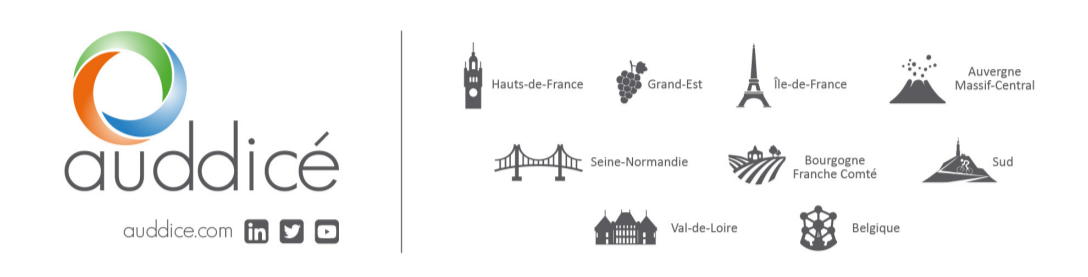 auddicé
auddice.com
Hauts-de-France
Grand-Est
Île-de-France
Auvergne
Massif-Central
Seine-Normandie
Bourgogne
Franche Comté
Sud
Val-de-Loire
Belgique